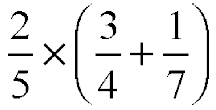 2/5 × (3/4 + 1/7)